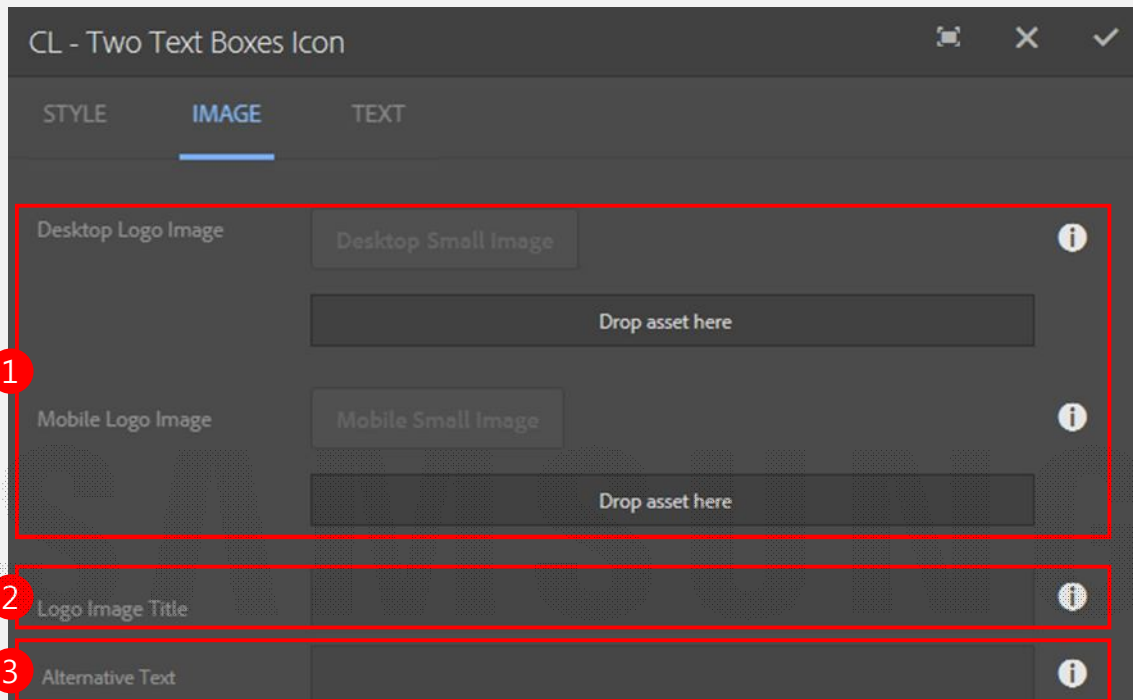 CL - Two Text Boxes Icon
STYLE IMAGE TEXT
Desktop Logo Image Desktop Small Image
Drop asset here
1
Mobile Logo Image Mobile Small Image
Drop asset here
SAMSUNG
2 Logo Image Title
3 Alternative Text